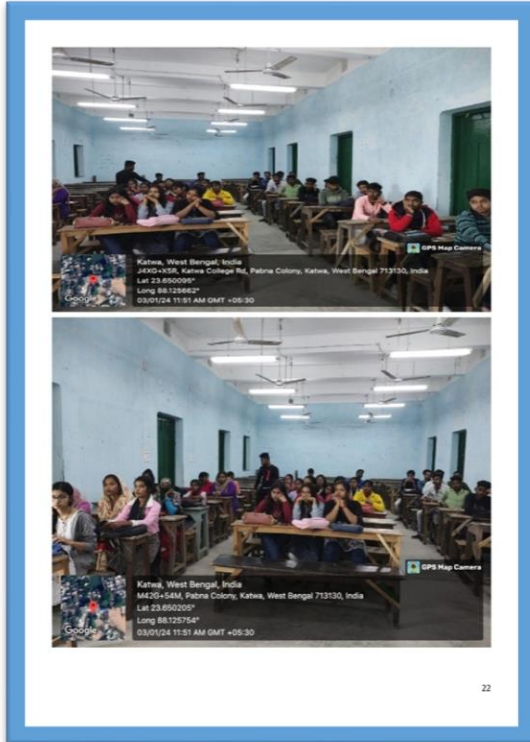 GPS Map Camera
Katwa, West Bengal, India
J4XG+X5R, Katwa College Rd, Pabna Colony, Katwa, West Bengal 713130, India
Lat 23.650095°
Long 88.125662°
03/01/24 11:51 AM GMT +05:30
Google
GPS Map Camera
Katwa, West Bengal, India
M42G+54M, Pabna Colony, Katwa, West Bengal 713130, India
Lat 23.650205°
Long 88.125754°
03/01/24 11:51 AM GMT +05:30
Google
22